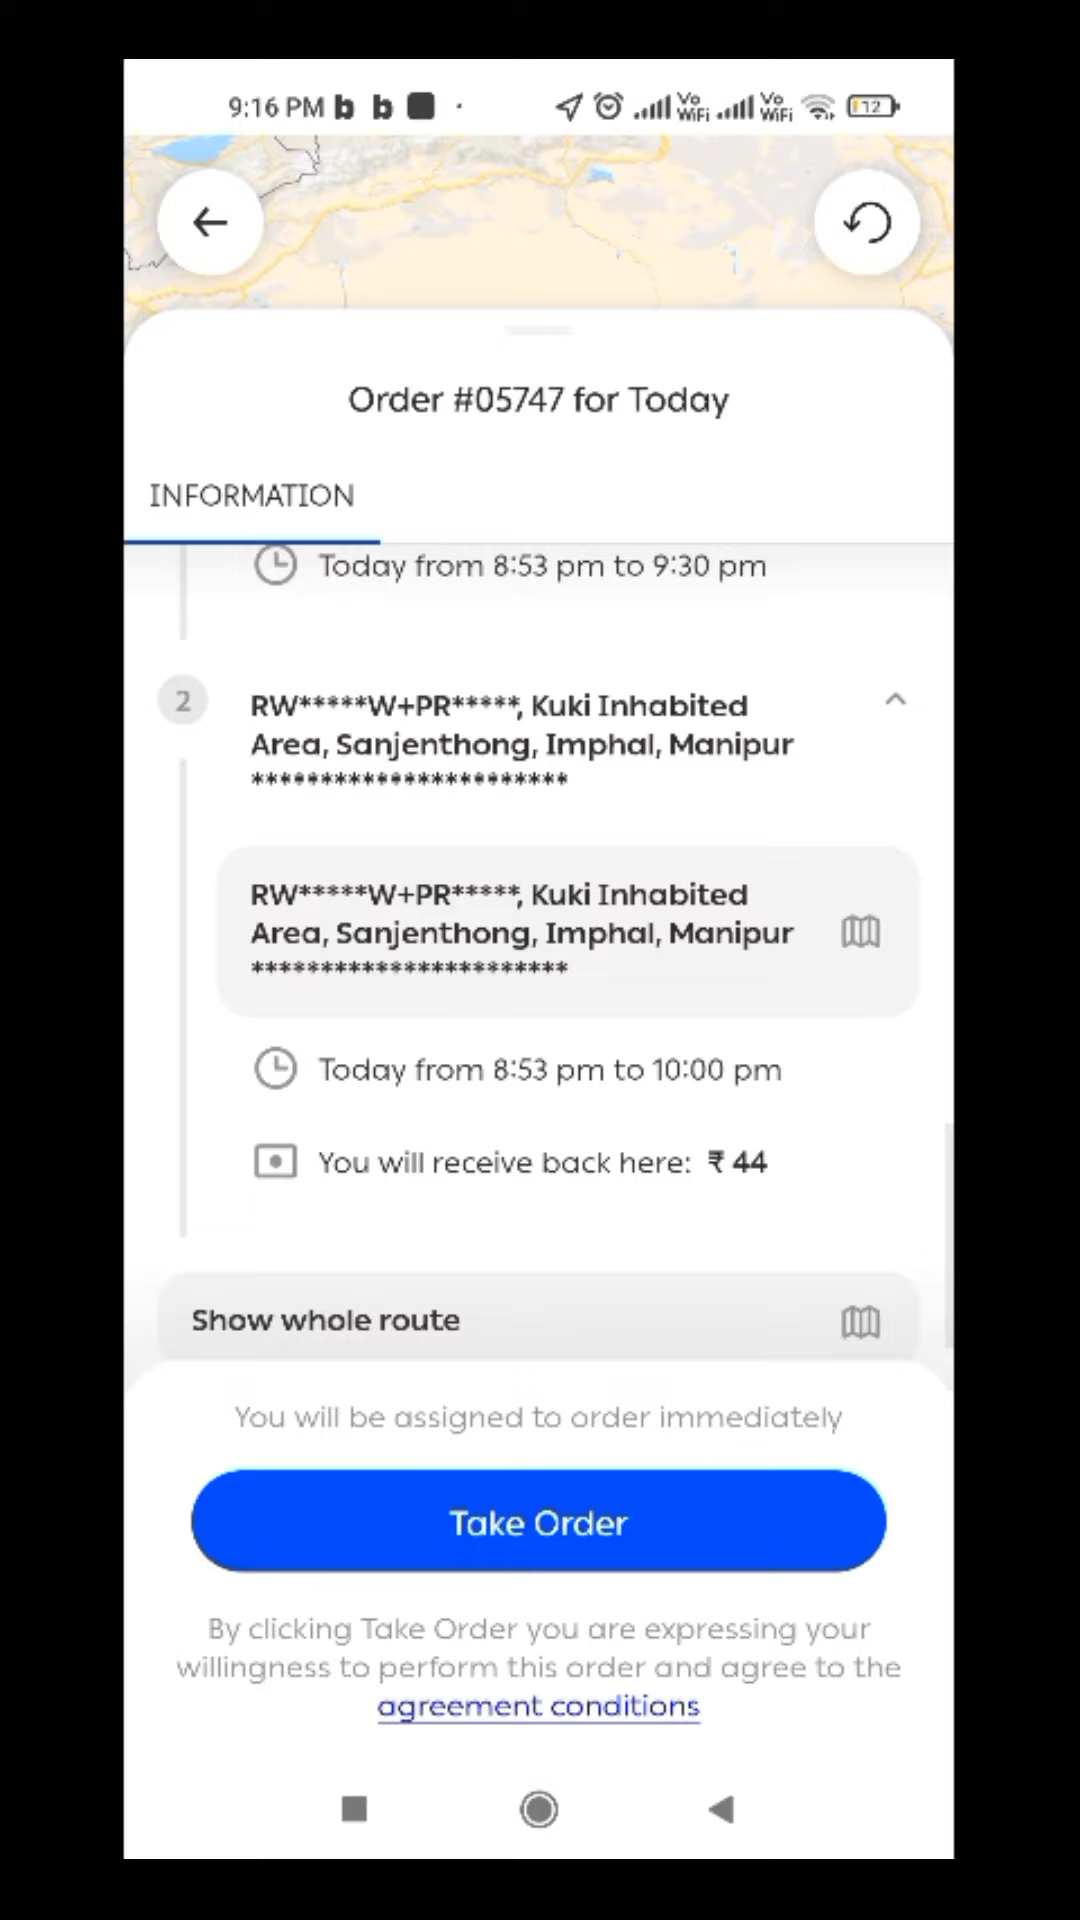 9:16 PM b b
Vo WiFi Vo WiFi 12
Order #05747 for Today
INFORMATION
Today from 8:53 pm to 9:30 pm
2
RW*****W+PR*****, Kuki Inhabited
Area, Sanjenthong, Imphal, Manipur
***********************
RW*****W+PR*****, Kuki Inhabited
Area, Sanjenthong, Imphal, Manipur
***********************
Today from 8:53 pm to 10:00 pm
You will receive back here: ₹ 44
Show whole route
You will be assigned to order immediately
Take Order
By clicking Take Order you are expressing your
willingness to perform this order and agree to the
agreement conditions